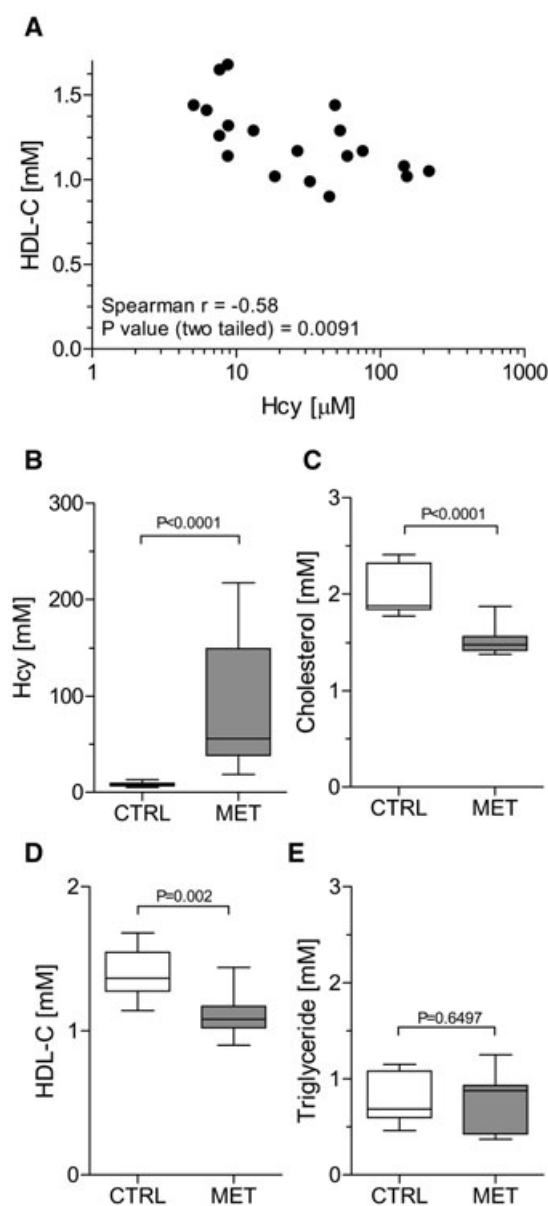 A
HDL-C [mM]
1.5
1.0
0.5
0.0
Spearman r = -0.58
P value (two tailed) = 0.0091
1 10 100 1000
Hcy [µM]
B
Hcy [mM]
300
200
100
0
P<0.0001
CTRL MET
C
Cholesterol [mM]
3
2
1
0
P<0.0001
CTRL MET
D
HDL-C [mM]
2
1
0
P=0.002
CTRL MET
E
Triglyceride [mM]
3
2
1
0
P=0.6497
CTRL MET